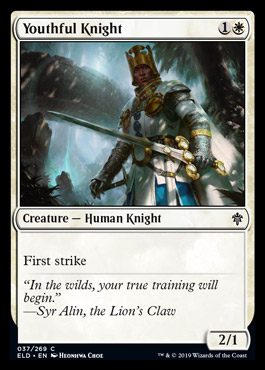 Youthful Knight 1
Creature — Human Knight
First strike
“In the wilds, your true training will
begin.”
—Syr Alin, the Lion’s Claw
2/1
037/269 C
ELD • EN HEONHWA CHOE
™ & © 2019 Wizards of the Coast